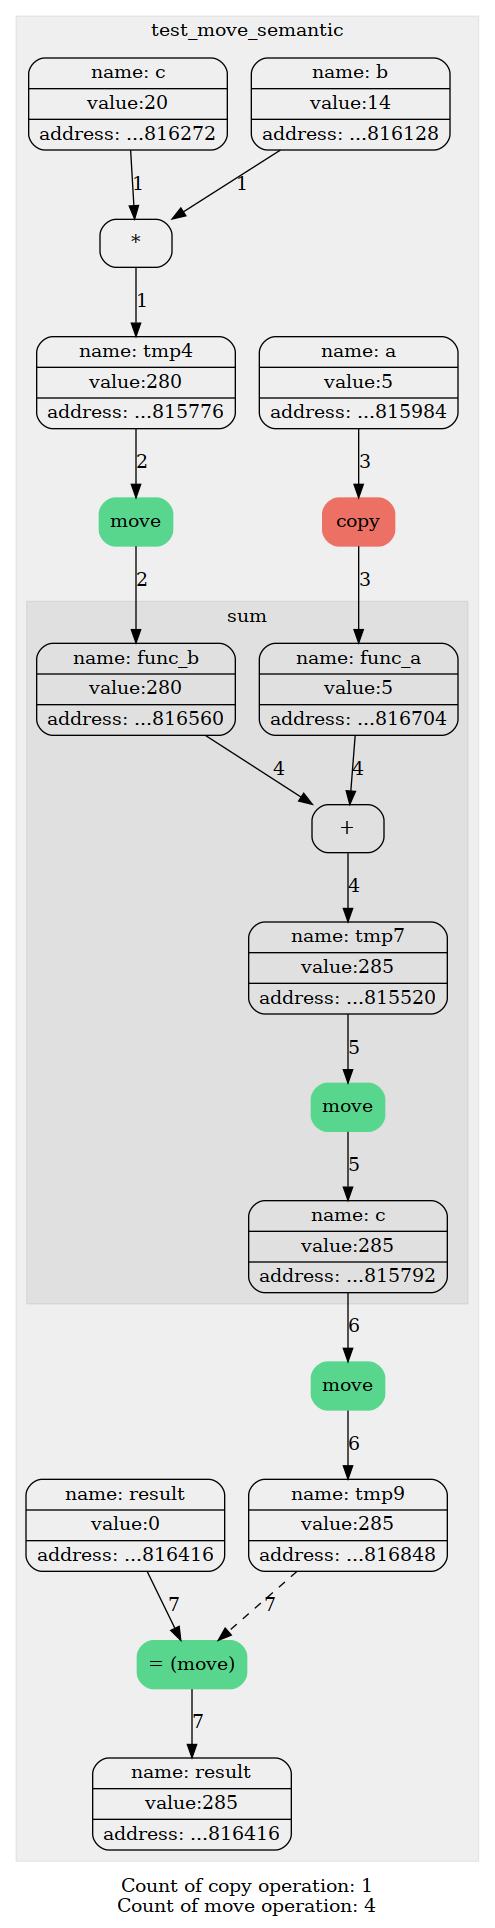 test_move_semantic
name: c
value:20
address: ...816272
name: b
value:14
address: ...816128
1
1
*
1
name: tmp4
value:280
address: ...815776
name: a
value:5
address: ...815984
2
3
move
copy
2
3
sum
name: func_b
value:280
address: ...816560
name: func_a
value:5
address: ...816704
4
4
+
4
name: tmp7
value:285
address: ...815520
5
move
5
name: c
value:285
address: ...815792
6
move
6
name: result
value:0
address: ...816416
name: tmp9
value:285
address: ...816848
7
7
= (move)
7
name: result
value:285
address: ...816416
Count of copy operation: 1
Count of move operation: 4